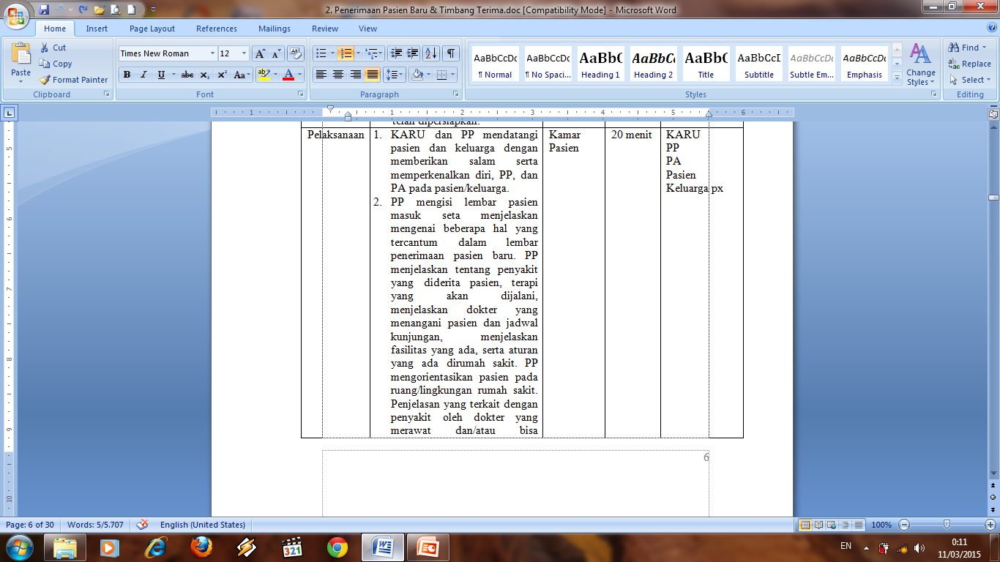 2. Penerimaan Pasien Baru & Timbang Terima.doc [Compatibility Mode] - Microsoft Word
Home Insert Page Layout References Mailings Review View
Paste
Cut
Copy
Format Painter
Clipboard
Times New Roman 12
Font
Paragraph
AaBbCcDc AaBbCcDc AaBbC AaBbCc AaBbC AaBbCcI AaBbCcDc AaBbCcDc
¶ Normal ¶ No Spaci... Heading 1 Heading 2 Title Subtitle Subtle Em... Emphasis
Change
Styles
Styles
Find
Replace
Select
Editing
1 1 2 3 4 5 6
telah dipersiapkan.
Pelaksanaan
1. KARU dan PP mendatangi
pasien dan keluarga dengan
memberikan salam serta
memperkenalkan diri, PP, dan
PA pada pasien/keluarga.
2. PP mengisi lembar pasien
masuk seta menjelaskan
mengenai beberapa hal yang
tercantum dalam lembar
penerimaan pasien baru. PP
menjelaskan tentang penyakit
yang diderita pasien, terapi
yang akan dijalani,
menjelaskan dokter yang
menangani pasien dan jadwal
kunjungan, menjelaskan
fasilitas yang ada, serta aturan
yang ada dirumah sakit. PP
mengorientasikan pasien pada
ruang/lingkungan rumah sakit.
Penjelasan yang terkait dengan
penyakit oleh dokter yang
merawat dan/atau bisa
Kamar
Pasien
20 menit
KARU
PP
PA
Pasien
Keluarga px
6
Page: 6 of 30 Words: 5/5.707 English (United States) 100%
321
EN
0:11
11/03/2015